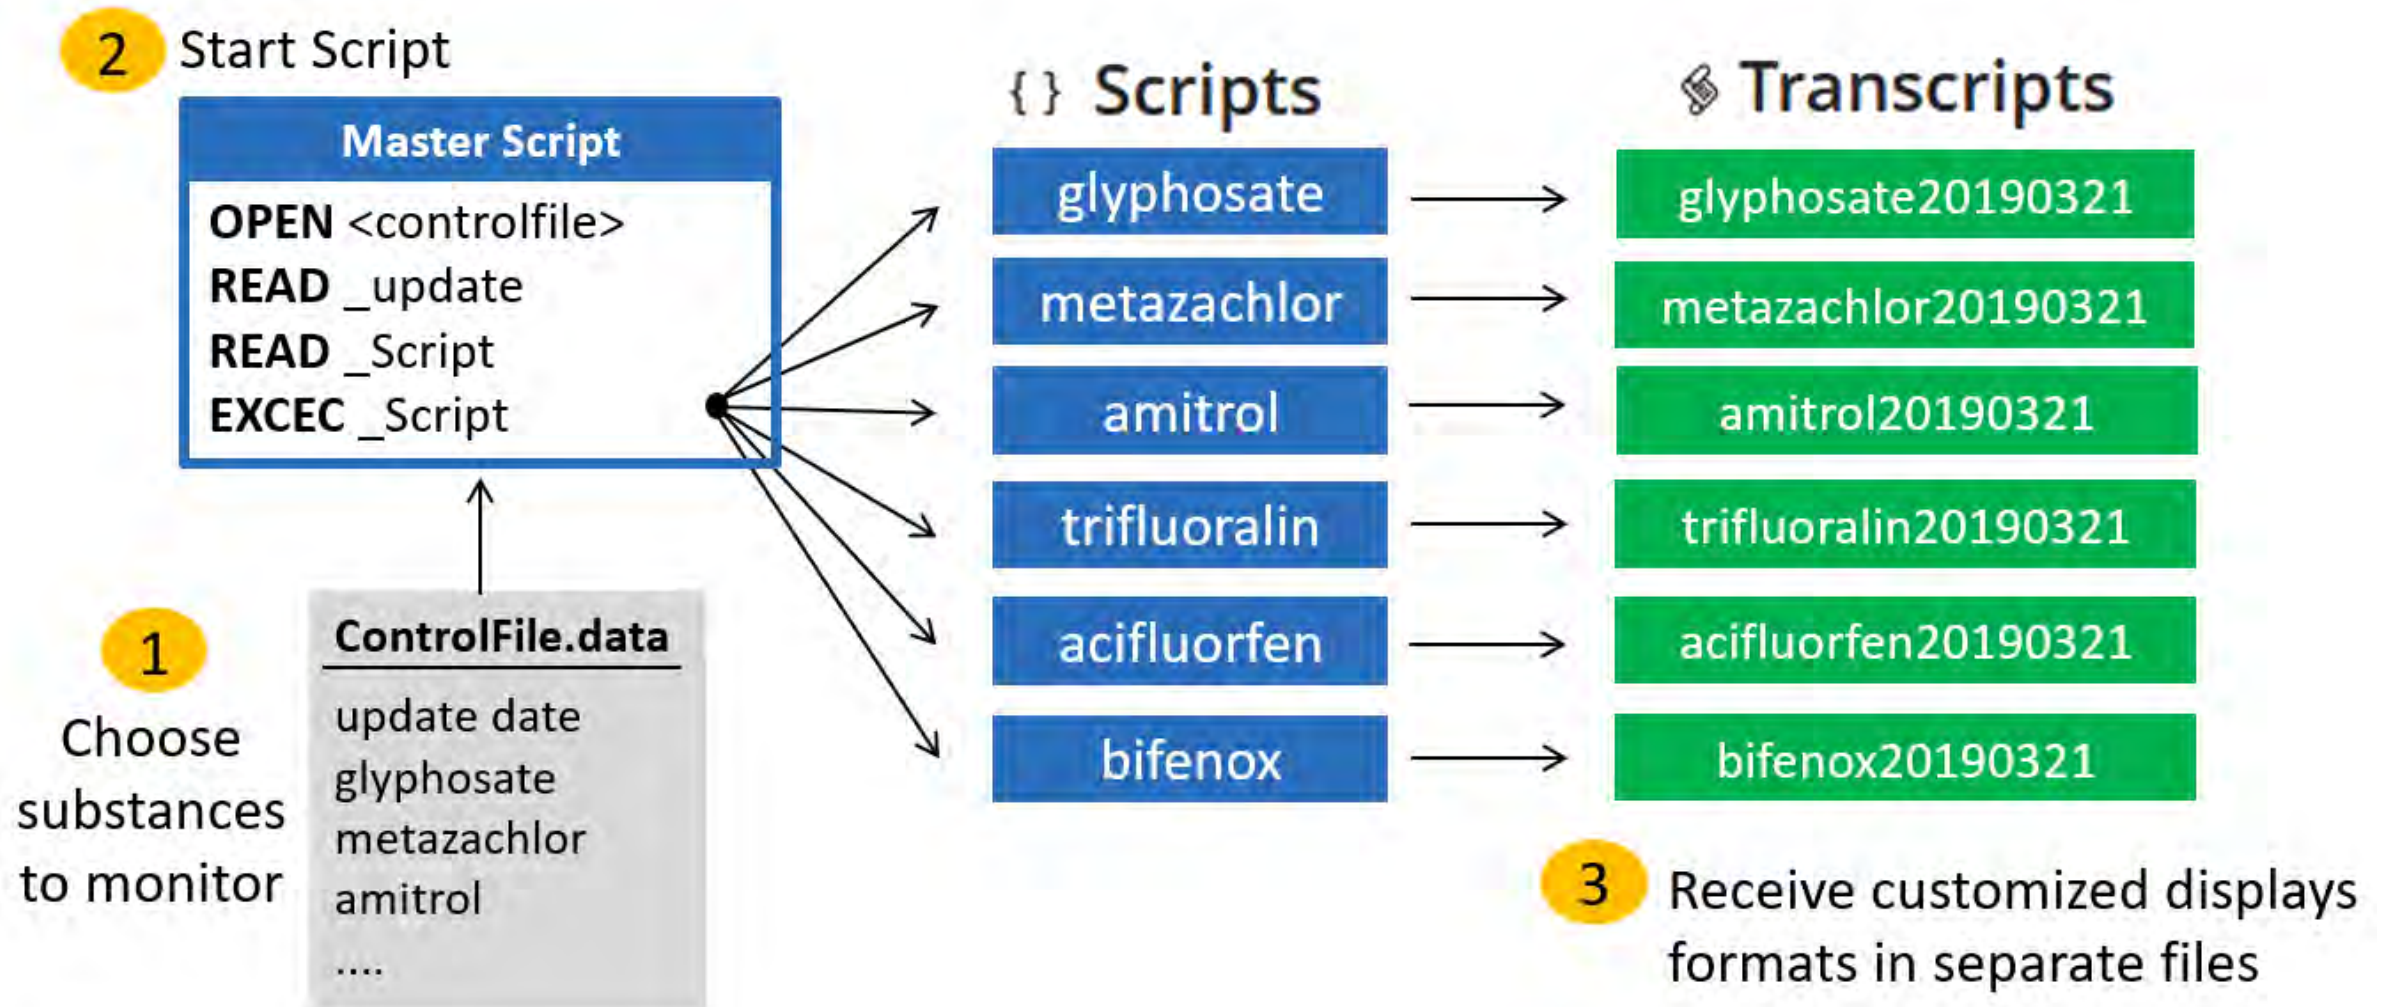 2 Start Script
Master Script
OPEN <controlfile>
READ _update
READ _Script
EXCEC _Script
1
Choose
substances
to monitor
ControlFile.data
update date
glyphosate
metazachlor
amitrol
....
{ } Scripts
glyphosate
metazachlor
amitrol
trifluoralin
acifluorfen
bifenox
Transcripts
glyphosate20190321
metazachlor20190321
amitrol20190321
trifluoralin20190321
acifluorfen20190321
bifenox20190321
3 Receive customized displays
formats in separate files